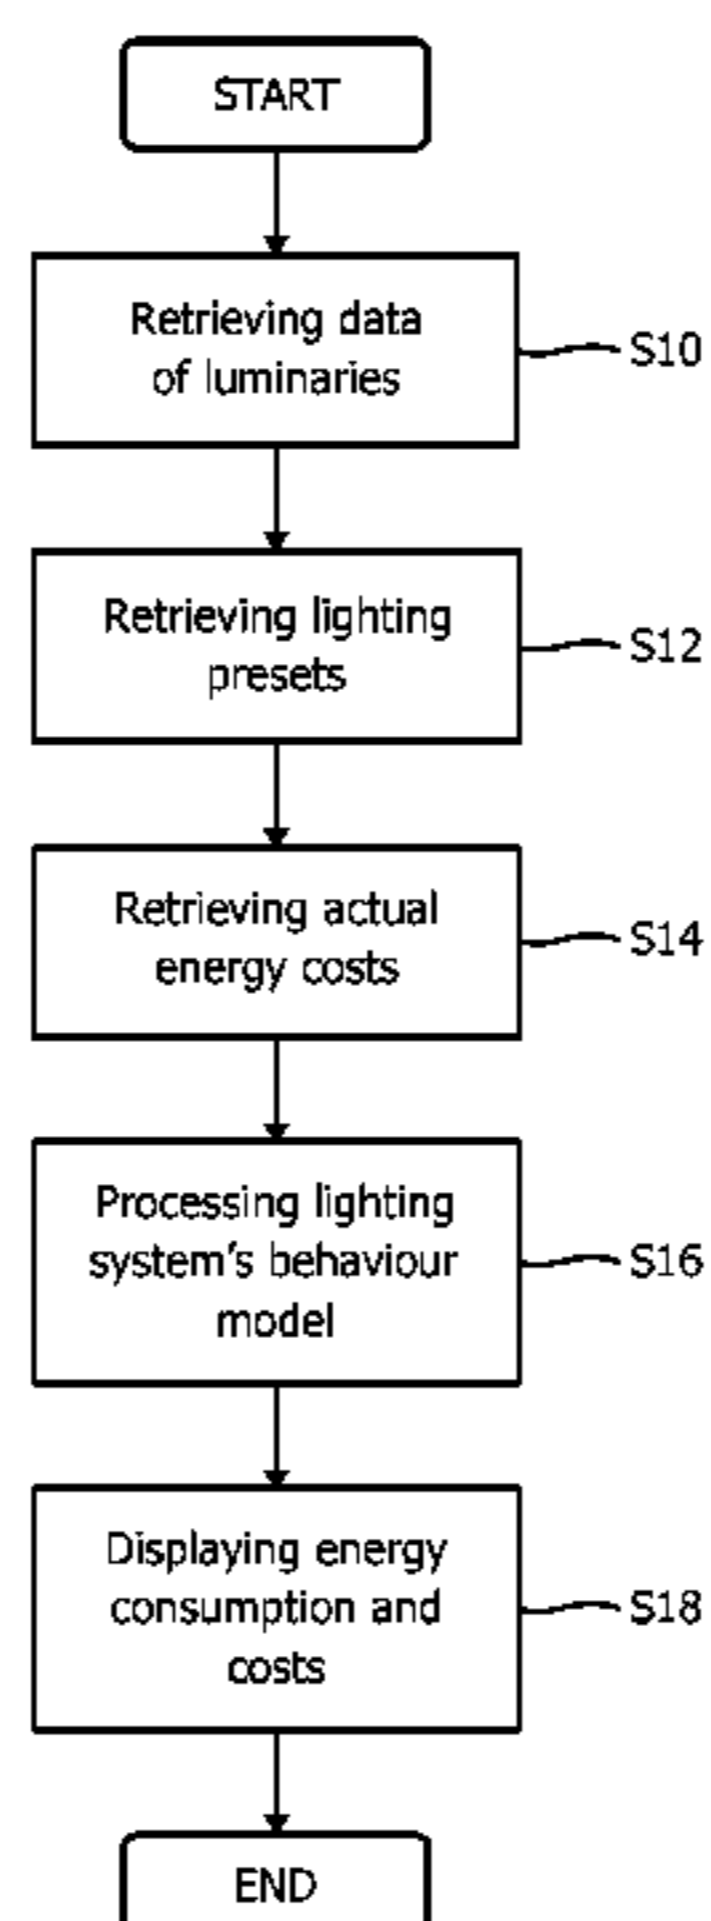 START
Retrieving data
of luminaries
S10
Retrieving lighting
presets
S12
Retrieving actual
energy costs
S14
Processing lighting
system's behaviour
model
S16
Displaying energy
consumption and
costs
S18
END